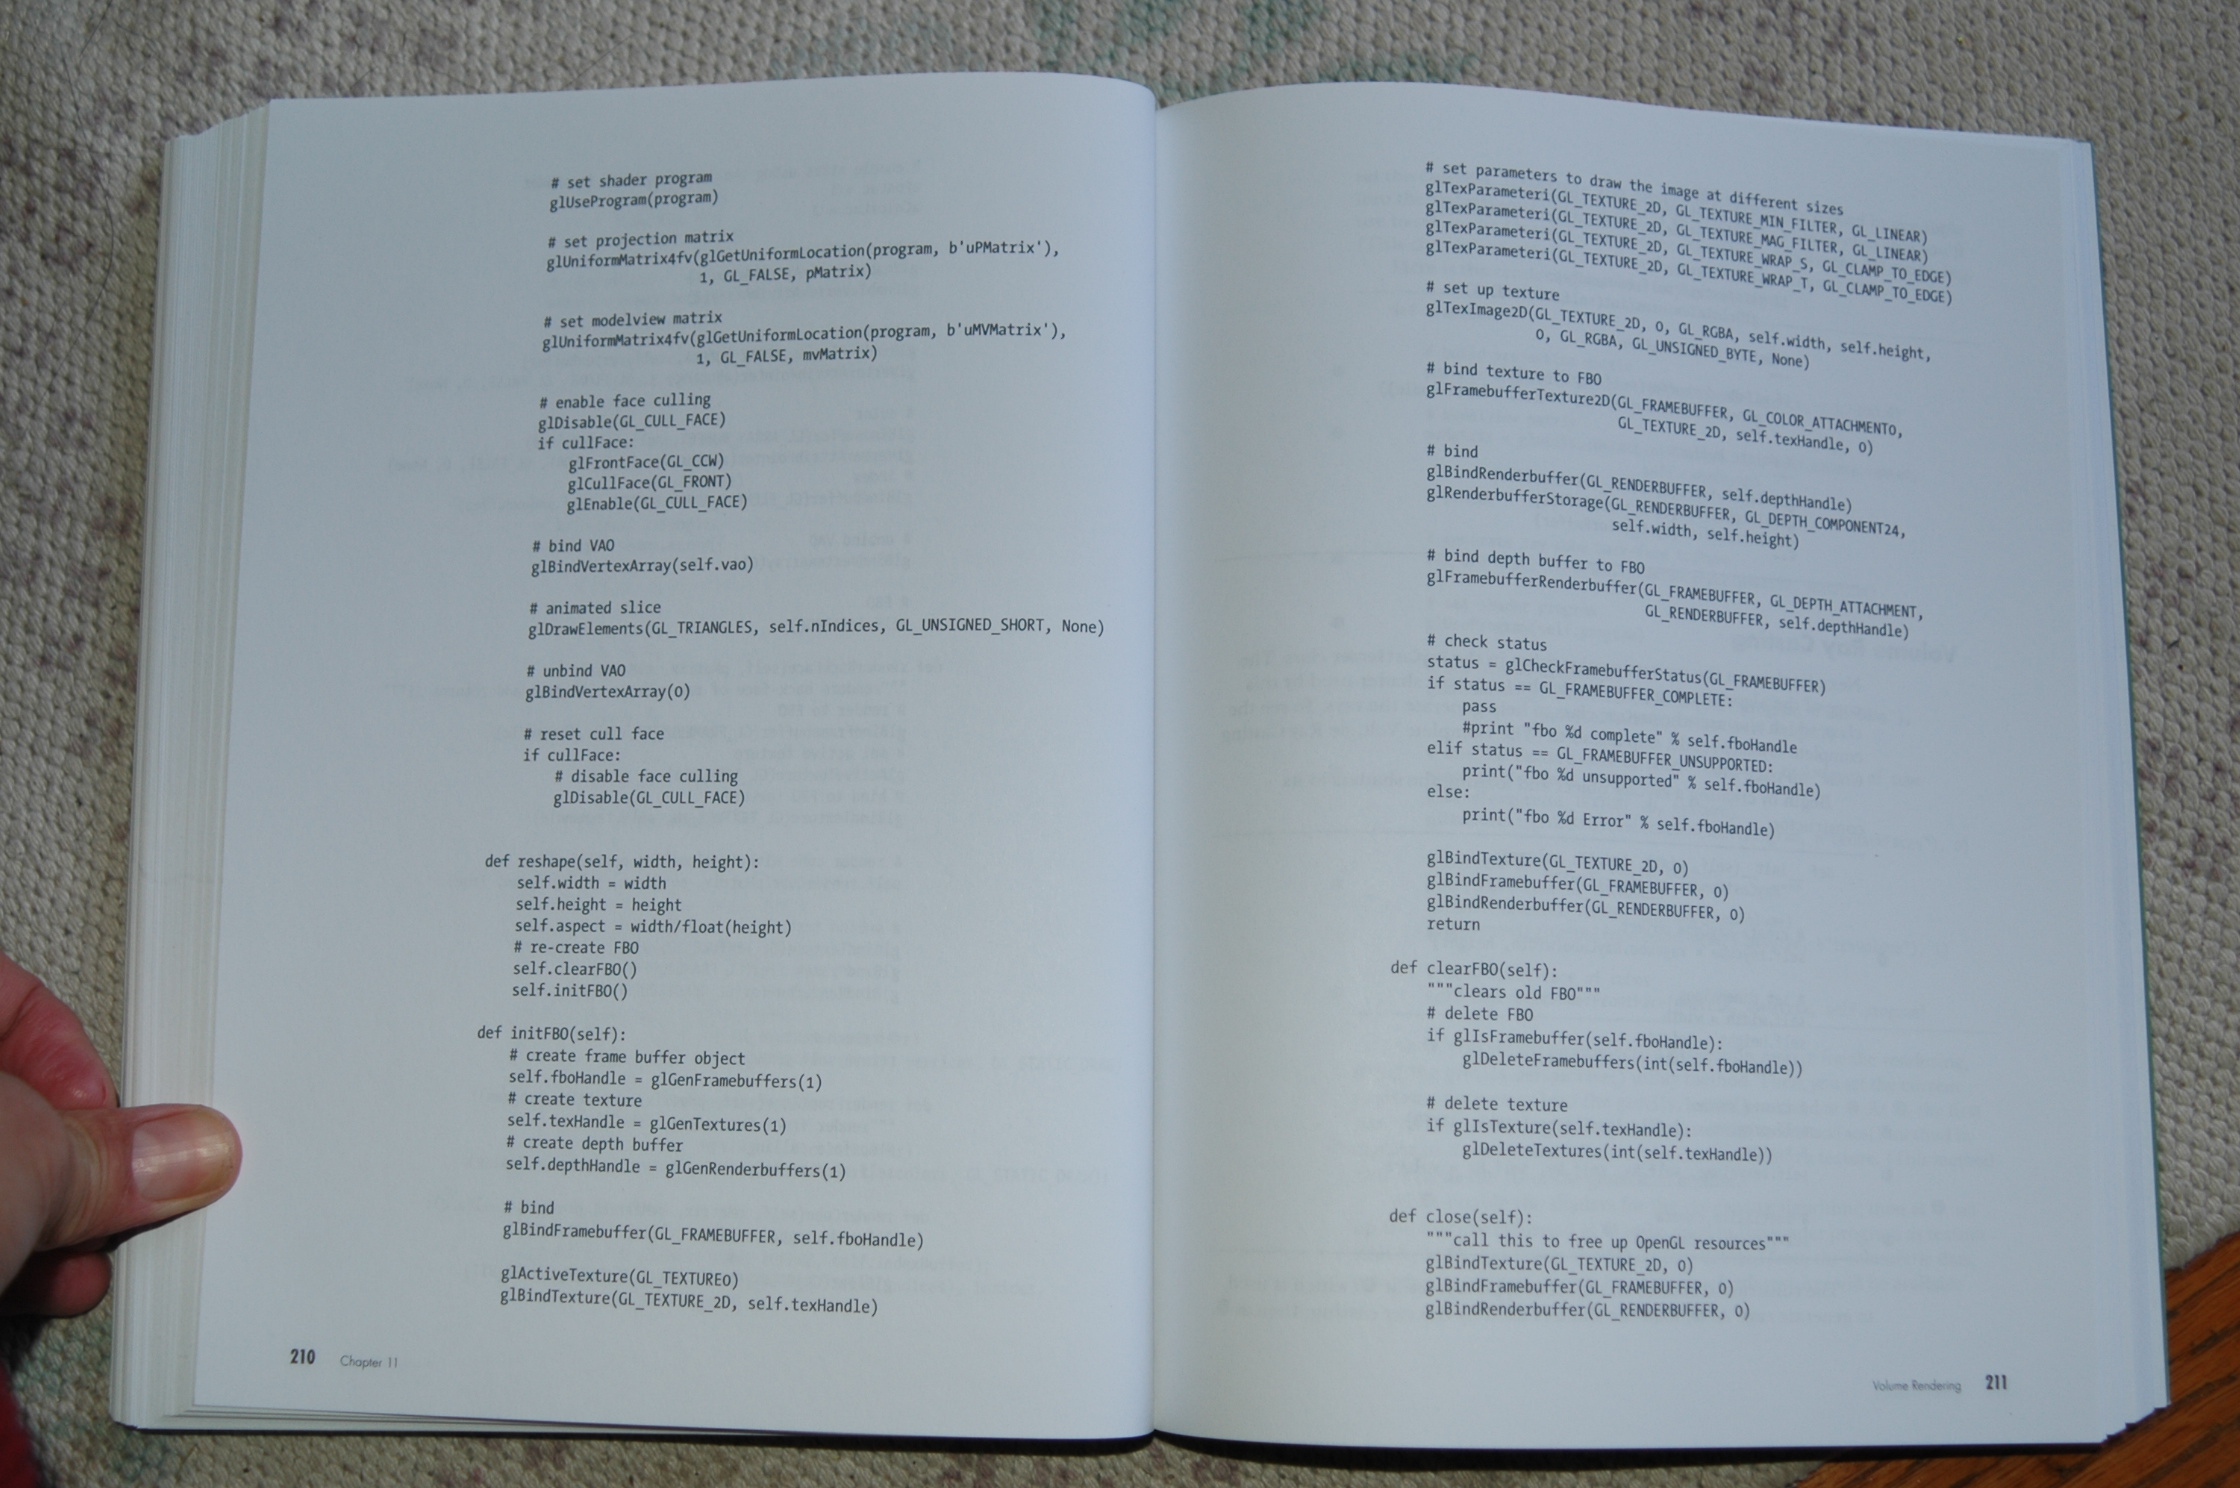 # set shader program
glUseProgram(program)
# set projection matrix
glUniformMatrix4fv(glGetUniformLocation(program, b'uPMatrix'),
1, GL_FALSE, pMatrix)
# set modelview matrix
glUniformMatrix4fv(glGetUniformLocation(program, b'uMVMatrix'),
1, GL_FALSE, mvMatrix)
# enable face culling
glDisable(GL_CULL_FACE)
if cullFace:
glFrontFace(GL_CCW)
glCullFace(GL_FRONT)
glEnable(GL_CULL_FACE)
# bind VAO
glBindVertexArray(self.vao)
# animated slice
glDrawElements(GL_TRIANGLES, self.nIndices, GL_UNSIGNED_SHORT, None)
# unbind VAO
glBindVertexArray(0)
# reset cull face
if cullFace:
# disable face culling
glDisable(GL_CULL_FACE)
def reshape(self, width, height):
self.width = width
self.height = height
self.aspect = width/float(height)
# re-create FBO
self.clearFBO()
self.initFBO()
def initFBO(self):
# create frame buffer object
self.fboHandle = glGenFramebuffers(1)
# create texture
self.texHandle = glGenTextures(1)
# create depth buffer
self.depthHandle = glGenRenderbuffers(1)
# bind
glBindFramebuffer(GL_FRAMEBUFFER, self.fboHandle)
glActiveTexture(GL_TEXTURE0)
glBindTexture(GL_TEXTURE_2D, self.texHandle)
210 Chapter 11
# set parameters to draw the image at different sizes
glTexParameteri(GL_TEXTURE_2D, GL_TEXTURE_MIN_FILTER, GL_LINEAR)
glTexParameteri(GL_TEXTURE_2D, GL_TEXTURE_MAG_FILTER, GL_LINEAR)
glTexParameteri(GL_TEXTURE_2D, GL_TEXTURE_WRAP_S, GL_CLAMP_TO_EDGE)
glTexParameteri(GL_TEXTURE_2D, GL_TEXTURE_WRAP_T, GL_CLAMP_TO_EDGE)
# set up texture
glTexImage2D(GL_TEXTURE_2D, 0, GL_RGBA, self.width, self.height,
0, GL_RGBA, GL_UNSIGNED_BYTE, None)
# bind texture to FBO
glFramebufferTexture2D(GL_FRAMEBUFFER, GL_COLOR_ATTACHMENT0,
GL_TEXTURE_2D, self.texHandle, 0)
# bind
glBindRenderbuffer(GL_RENDERBUFFER, self.depthHandle)
glRenderbufferStorage(GL_RENDERBUFFER, GL_DEPTH_COMPONENT24,
self.width, self.height)
# bind depth buffer to FBO
glFramebufferRenderbuffer(GL_FRAMEBUFFER, GL_DEPTH_ATTACHMENT,
GL_RENDERBUFFER, self.depthHandle)
# check status
status = glCheckFramebufferStatus(GL_FRAMEBUFFER)
if status == GL_FRAMEBUFFER_COMPLETE:
pass
#print "fbo %d complete" % self.fboHandle
elif status == GL_FRAMEBUFFER_UNSUPPORTED:
print("fbo %d unsupported" % self.fboHandle)
else:
print("fbo %d Error" % self.fboHandle)
glBindTexture(GL_TEXTURE_2D, 0)
glBindFramebuffer(GL_FRAMEBUFFER, 0)
glBindRenderbuffer(GL_RENDERBUFFER, 0)
return
def clearFBO(self):
"""clears old FBO"""
# delete FBO
if glIsFramebuffer(self.fboHandle):
glDeleteFramebuffers(int(self.fboHandle))
# delete texture
if glIsTexture(self.texHandle):
glDeleteTextures(int(self.texHandle))
def close(self):
"""call this to free up OpenGL resources"""
glBindTexture(GL_TEXTURE_2D, 0)
glBindFramebuffer(GL_FRAMEBUFFER, 0)
glBindRenderbuffer(GL_RENDERBUFFER, 0)
Volume Rendering 211